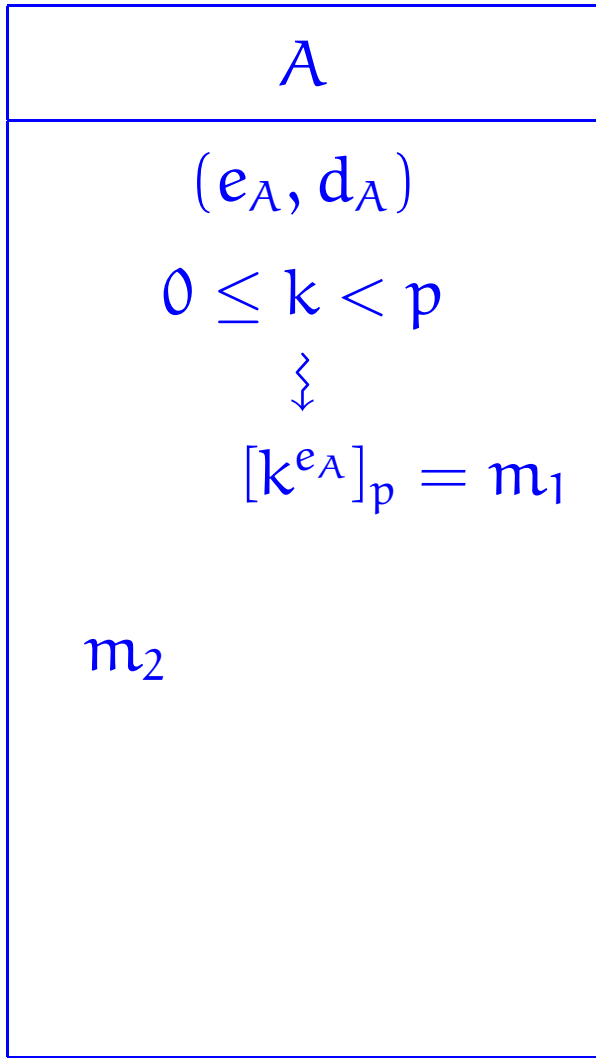 A
(e_A, d_A)
0 ≤ k < p
[k^{e_A}]_p = m_1
m_2